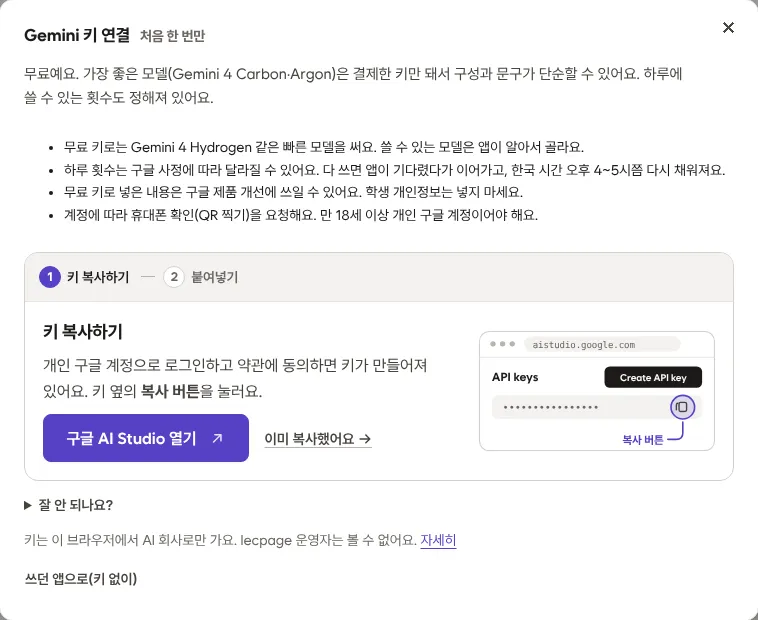 Gemini 키 연결 처음 한 번만
무료예요. 가장 좋은 모델(Gemini 4 Carbon·Argon)은 결제한 키만 돼서 구성과 문구가 단순할 수 있어요. 하루에
쓸 수 있는 횟수도 정해져 있어요.
• 무료 키로는 Gemini 4 Hydrogen 같은 빠른 모델을 써요. 쓸 수 있는 모델은 앱이 알아서 골라요.
• 하루 횟수는 구글 사정에 따라 달라질 수 있어요. 다 쓰면 앱이 기다렸다가 이어가고, 한국 시간 오후 4~5시쯤 다시 채워져요.
• 무료 키로 넣은 내용은 구글 제품 개선에 쓰일 수 있어요. 학생 개인정보는 넣지 마세요.
• 계정에 따라 휴대폰 확인(QR 찍기)을 요청해요. 만 18세 이상 개인 구글 계정이어야 해요.
1 키 복사하기 — 2 붙여넣기
키 복사하기
개인 구글 계정으로 로그인하고 약관에 동의하면 키가 만들어져
있어요. 키 옆의 복사 버튼을 눌러요.
구글 AI Studio 열기 ↗
이미 복사했어요 →
aistudio.google.com
API keys
Create API key
복사 버튼
▶ 잘 안 되나요?
키는 이 브라우저에서 AI 회사로만 가요. lecpage 운영자는 볼 수 없어요. 자세히
쓰던 앱으로(키 없이)